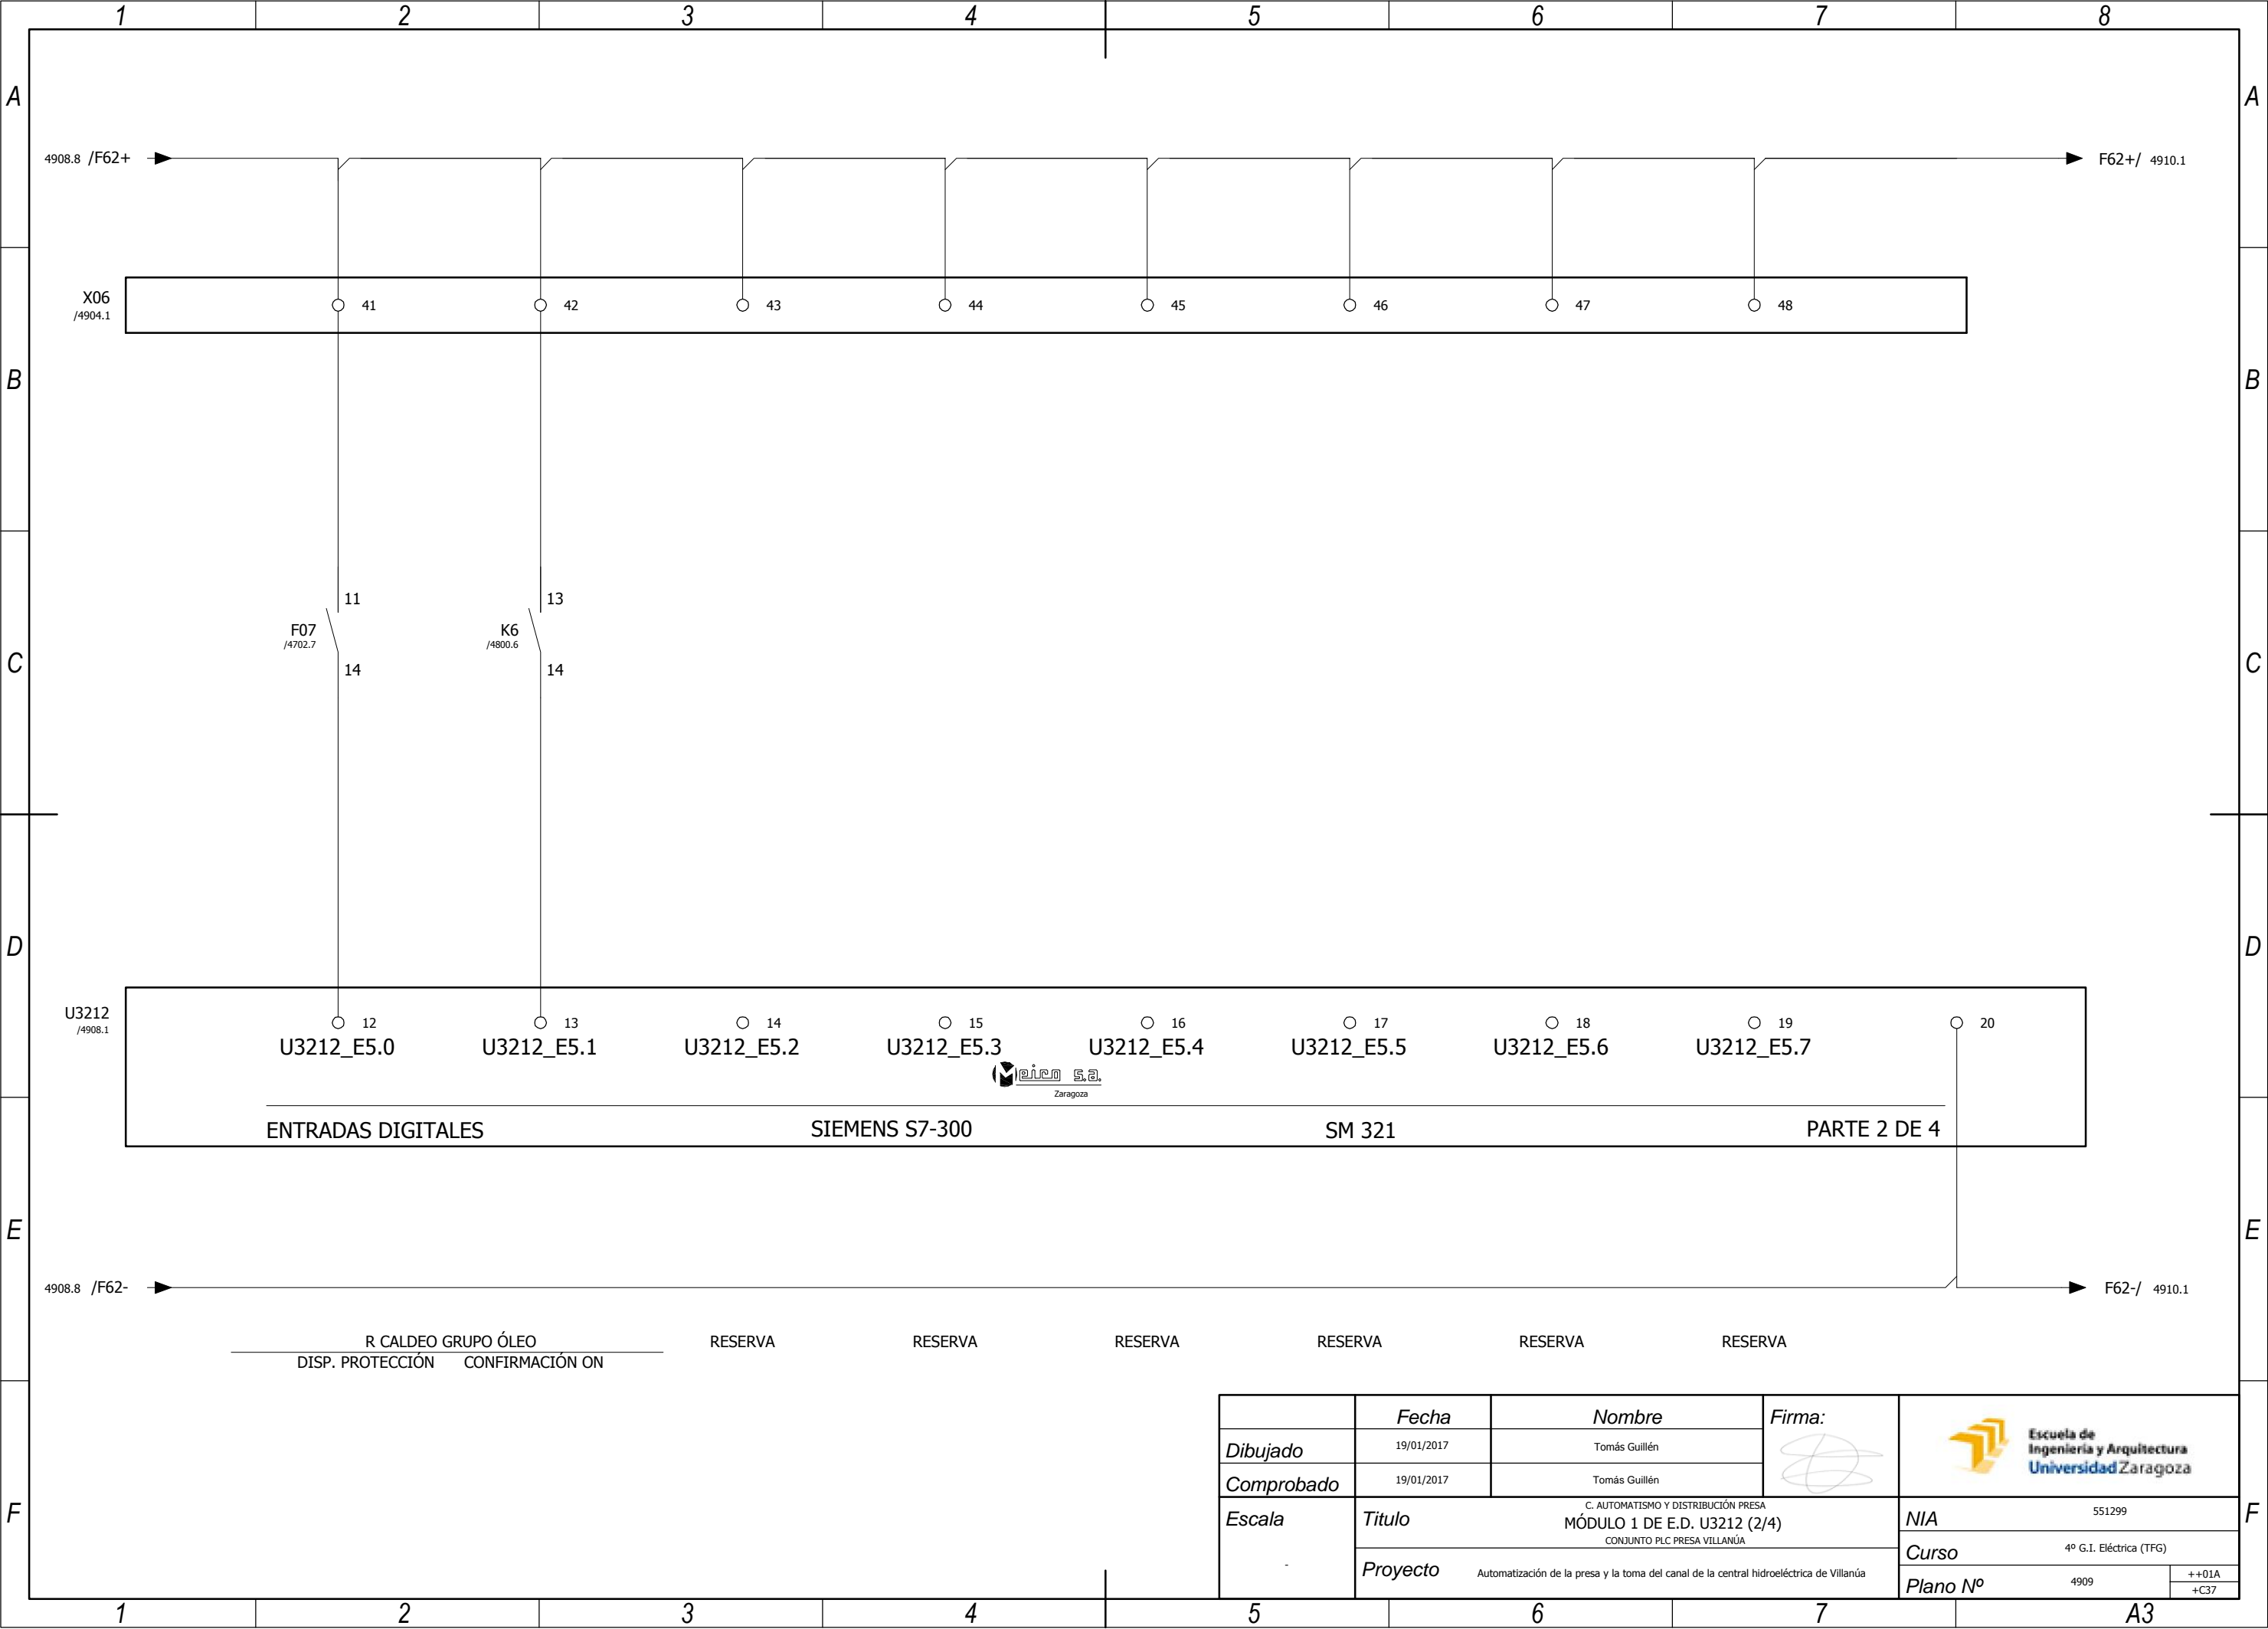 1 2 3 4 5 6 7 8
A A
4908.8 /F62+ F62+/ 4910.1
X06
/4904.1
41 42 43 44 45 46 47 48
B B
11 13
F07 K6
/4702.7 /4800.6
14 14
C C
D D
U3212
/4908.1
12 13 14 15 16 17 18 19 20
U3212_E5.0 U3212_E5.1 U3212_E5.2 U3212_E5.3 U3212_E5.4 U3212_E5.5 U3212_E5.6 U3212_E5.7
Meico s.a.
Zaragoza
ENTRADAS DIGITALES SIEMENS S7-300 SM 321 PARTE 2 DE 4
E E
4908.8 /F62- F62-/ 4910.1
R CALDEO GRUPO ÓLEO RESERVA RESERVA RESERVA RESERVA RESERVA RESERVA
DISP. PROTECCIÓN CONFIRMACIÓN ON
Fecha Nombre Firma:
Dibujado 19/01/2017 Tomás Guillén
Comprobado 19/01/2017 Tomás Guillén
Escuela de
Ingeniería y Arquitectura
Universidad Zaragoza
F F
Escala -
Titulo
C. AUTOMATISMO Y DISTRIBUCIÓN PRESA
MÓDULO 1 DE E.D. U3212 (2/4)
CONJUNTO PLC PRESA VILLANÚA
Proyecto Automatización de la presa y la toma del canal de la central hidroeléctrica de Villanúa
NIA 551299
Curso 4º G.I. Eléctrica (TFG)
Plano Nº 4909 ++01A
+C37
1 2 3 4 5 6 7 A3